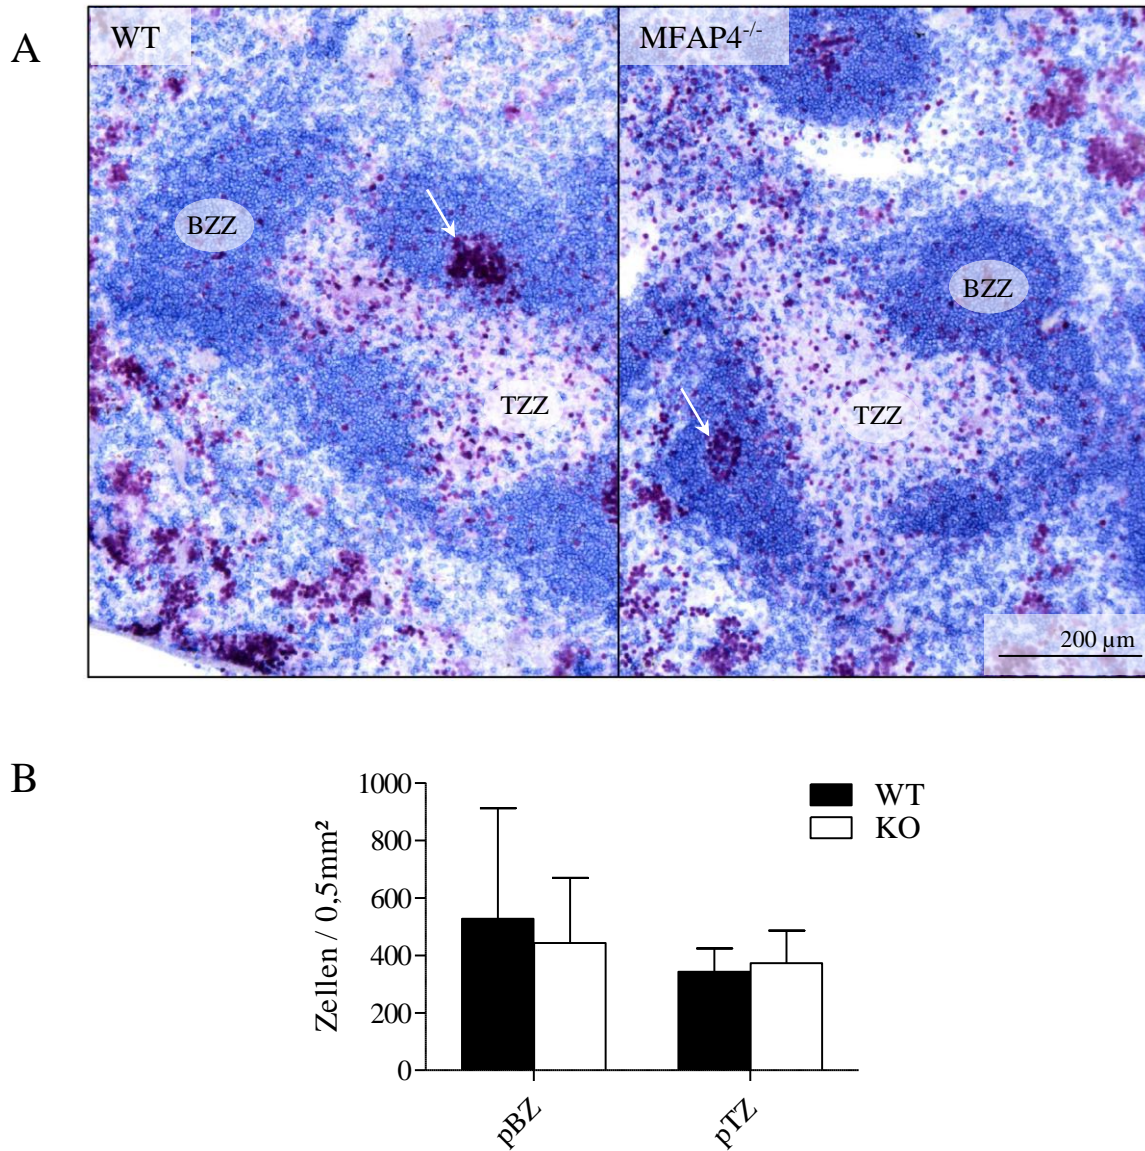 A
WT
MFAP4-/-
BZZ
BZZ
TZZ
TZZ
200 µm
B
1000
800
600
400
200
0
Zellen / 0,5mm²
WT
KO
pBZ
pTZ